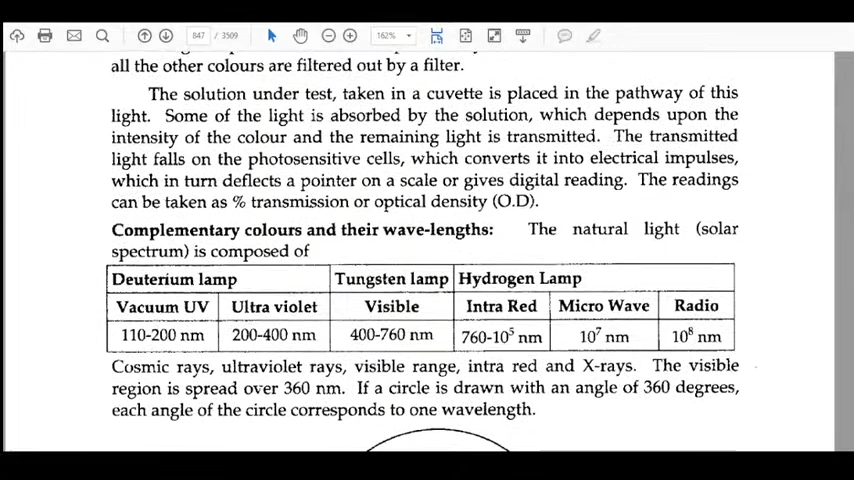 847 / 3509
162%
all the other colours are filtered out by a filter.
The solution under test, taken in a cuvette is placed in the pathway of this
light. Some of the light is absorbed by the solution, which depends upon the
intensity of the colour and the remaining light is transmitted. The transmitted
light falls on the photosensitive cells, which converts it into electrical impulses,
which in turn deflects a pointer on a scale or gives digital reading. The readings
can be taken as % transmission or optical density (O.D).
Complementary colours and their wave-lengths: The natural light (solar
spectrum) is composed of
Deuterium lamp Tungsten lamp Hydrogen Lamp
Vacuum UV Ultra violet Visible Intra Red Micro Wave Radio
110-200 nm 200-400 nm 400-760 nm 760-10⁵ nm 10⁷ nm 10⁸ nm
Cosmic rays, ultraviolet rays, visible range, intra red and X-rays. The visible
region is spread over 360 nm. If a circle is drawn with an angle of 360 degrees,
each angle of the circle corresponds to one wavelength.